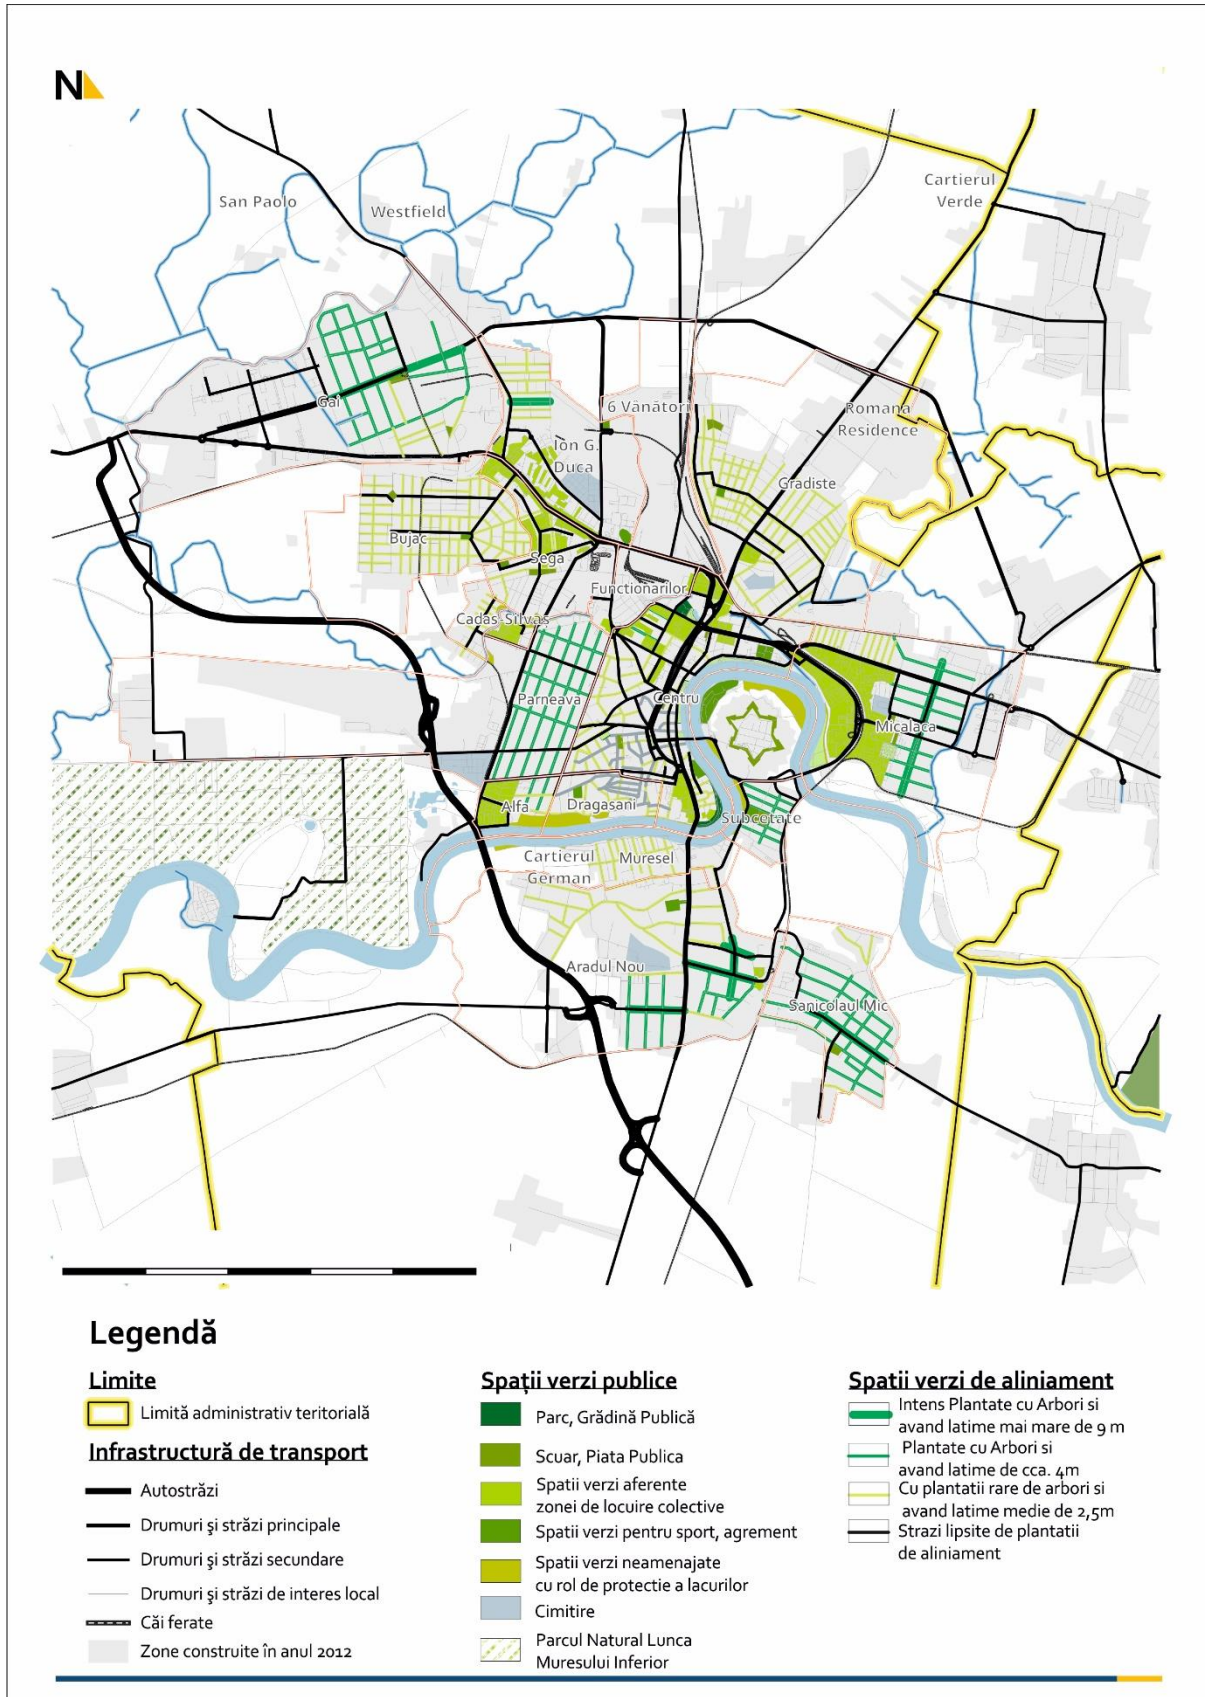 N
San Paolo
Westfield
Cartierul
Verde
Gai
6 Vânători
Romana
Residence
Ion G.
Duca
Gradiste
Bujac
Sega
Functionarilor
Cadas-Silvas
Parneava
Centru
Micalaca
Alfa
Dragasani
Subcetate
Cartierul
German
Muresel
Aradul Nou
Sanicolaul Mic
Legendă
Limite
Limită administrativ teritorială
Infrastructură de transport
Autostrăzi
Drumuri și străzi principale
Drumuri și străzi secundare
Drumuri și străzi de interes local
Căi ferate
Zone construite în anul 2012
Spații verzi publice
Parc, Grădină Publică
Scuar, Piata Publica
Spatii verzi aferente
zonei de locuire colective
Spatii verzi pentru sport, agrement
Spatii verzi neamenajate
cu rol de protectie a lacurilor
Cimitire
Parcul Natural Lunca
Muresului Inferior
Spatii verzi de aliniament
Intens Plantate cu Arbori si
avand latime mai mare de 9 m
Plantate cu Arbori si
avand latime de cca. 4m
Cu plantatii rare de arbori si
avand latime medie de 2,5m
Strazi lipsite de plantatii
de aliniament